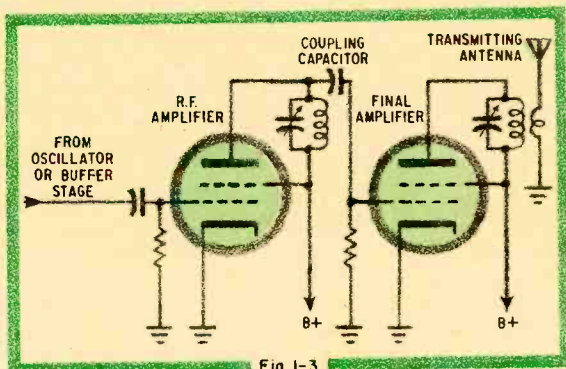 COUPLING
CAPACITOR
TRANSMITTING
ANTENNA
R.F.
AMPLIFIER
FINAL
AMPLIFIER
FROM
OSCILLATOR
OR BUFFER
STAGE
B+
B+
Fig. 1-3